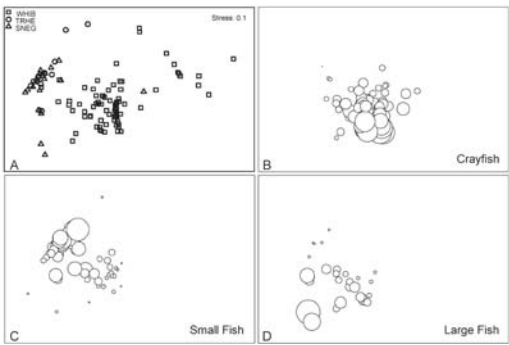 WHIB
TRHE
SNEG
Stress: 0.1
A
B
Crayfish
C
Small Fish
D
Large Fish